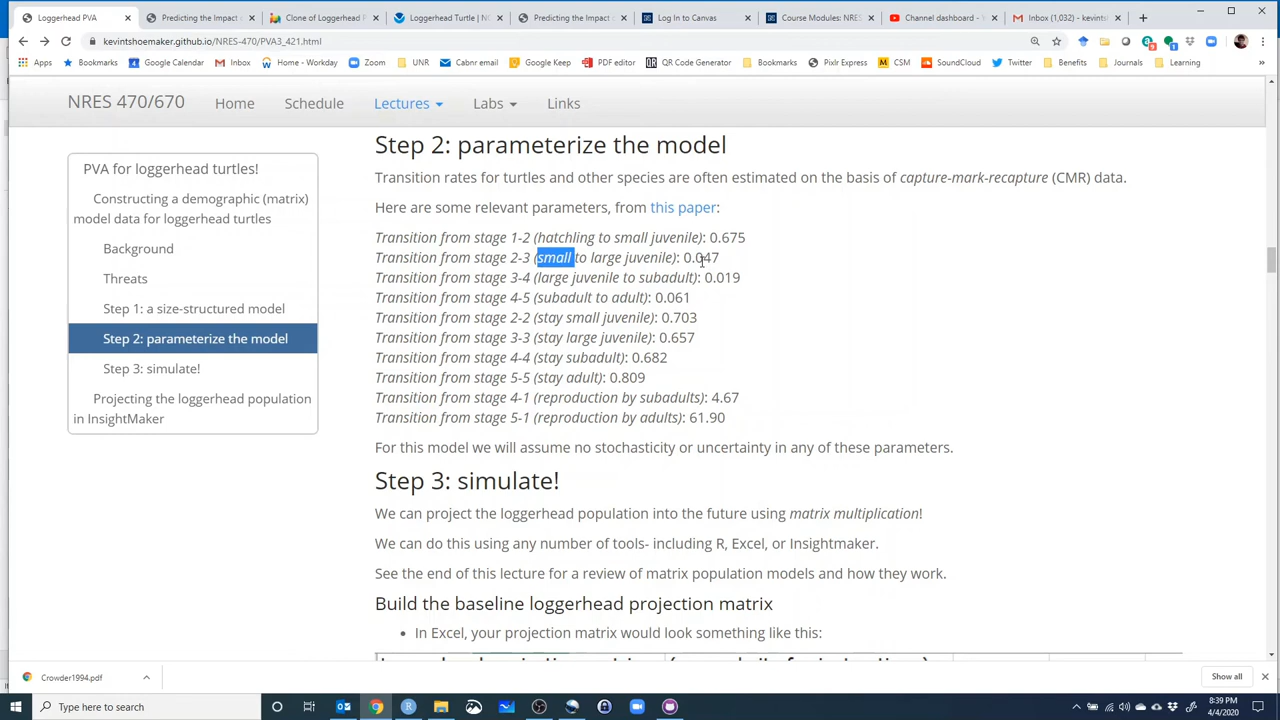 Loggerhead PVA
Predicting the Impact o
Clone of Loggerhead P
Loggerhead Turtle | N
Predicting the Impact o
Log In to Canvas
Course Modules: NRES
Channel dashboard - Y
Inbox (1,032) - kevints
kevintshoemaker.github.io/NRES-470/PVA3_421.html
Apps
Bookmarks
Google Calendar
Inbox
Home - Workday
Zoom
UNR
Cabnr email
Google Keep
PDF editor
QR Code Generator
Bookmarks
Pixlr Express
CSM
SoundCloud
Twitter
Benefits
Journals
Learning
»
NRES 470/670
Home
Schedule
Lectures
Labs
Links
PVA for loggerhead turtles!
Constructing a demographic (matrix)
model data for loggerhead turtles
Background
Threats
Step 1: a size-structured model
Step 2: parameterize the model
Step 3: simulate!
Projecting the loggerhead population
in InsightMaker
Step 2: parameterize the model
Transition rates for turtles and other species are often estimated on the basis of capture-mark-recapture (CMR) data.
Here are some relevant parameters, from this paper:
Transition from stage 1-2 (hatchling to small juvenile): 0.675
Transition from stage 2-3 (small to large juvenile): 0.047
Transition from stage 3-4 (large juvenile to subadult): 0.019
Transition from stage 4-5 (subadult to adult): 0.061
Transition from stage 2-2 (stay small juvenile): 0.703
Transition from stage 3-3 (stay large juvenile): 0.657
Transition from stage 4-4 (stay subadult): 0.682
Transition from stage 5-5 (stay adult): 0.809
Transition from stage 4-1 (reproduction by subadults): 4.67
Transition from stage 5-1 (reproduction by adults): 61.90
For this model we will assume no stochasticity or uncertainty in any of these parameters.
Step 3: simulate!
We can project the loggerhead population into the future using matrix multiplication!
We can do this using any number of tools- including R, Excel, or Insightmaker.
See the end of this lecture for a review of matrix population models and how they work.
Build the baseline loggerhead projection matrix
• In Excel, your projection matrix would look something like this:
Crowder1994.pdf
Show all
Type here to search
8:39 PM
4/4/2020